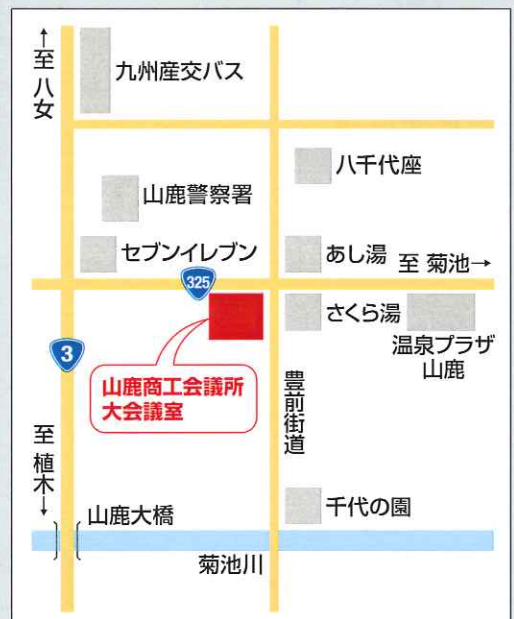 ↑至 八女
九州産交バス
八千代座
山鹿警察署
セブンイレブン
あし湯
至 菊池→
325
さくら湯
温泉プラザ
山鹿
3
山鹿商工会議所
大会議室
豊前街道
至 植木↓
千代の園
山鹿大橋
菊池川